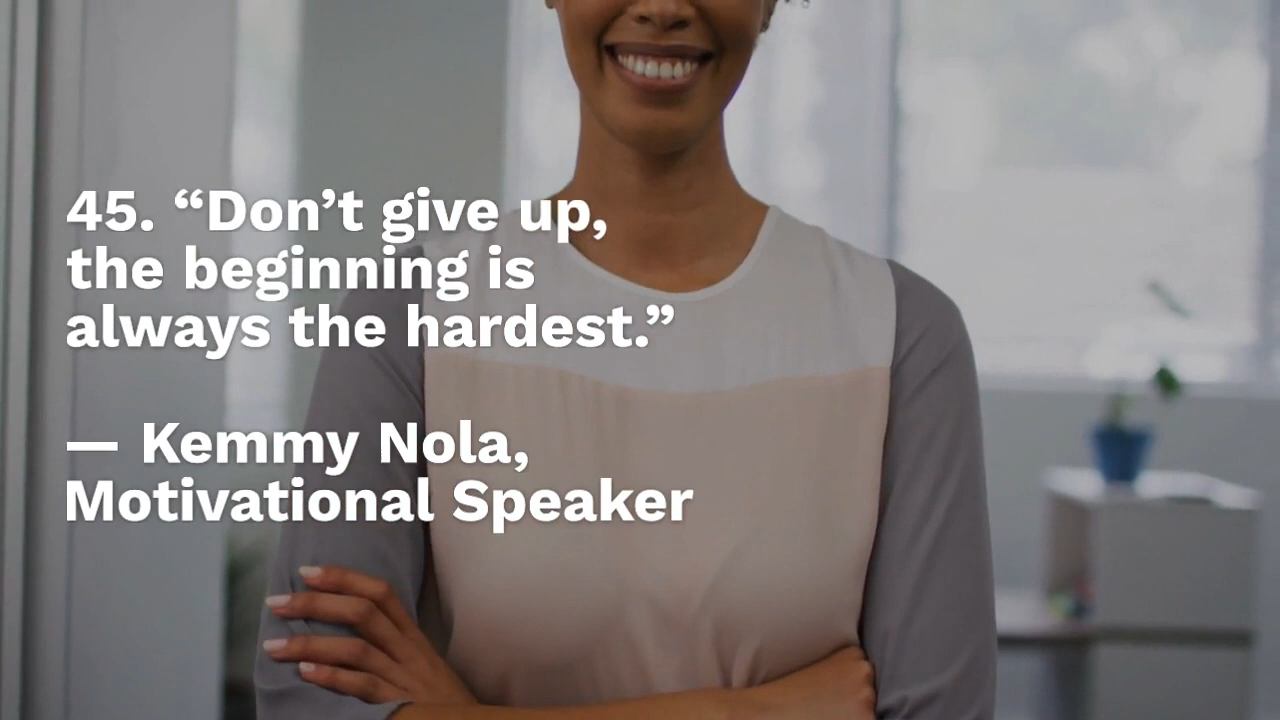 45. “Don’t give up,
the beginning is
always the hardest.”
— Kemmy Nola,
Motivational Speaker